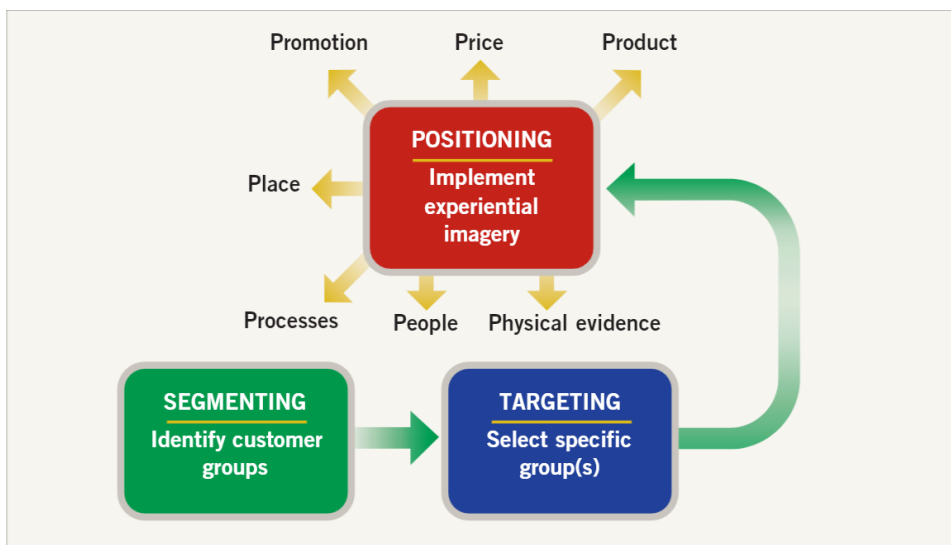 Promotion
Price
Product
POSITIONING
Implement
experiential
imagery
Place
Processes
People
Physical evidence
SEGMENTING
Identify customer
groups
TARGETING
Select specific
group(s)